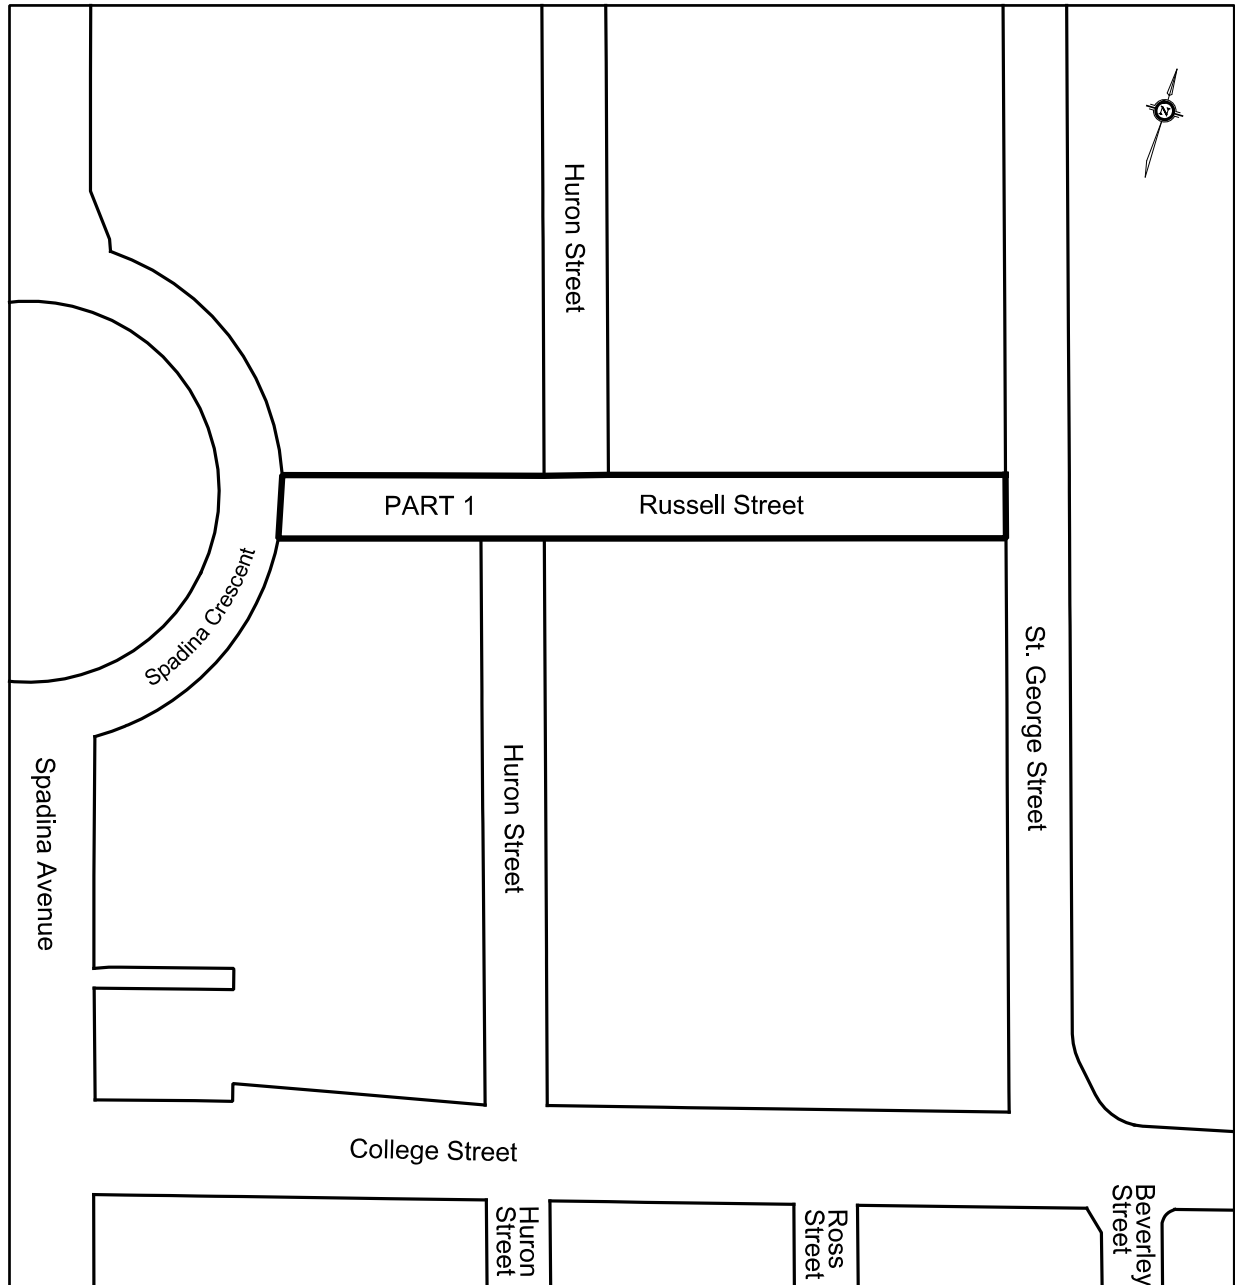 N
Huron Street
PART 1
Russell Street
Spadina Crescent
St. George Street
Huron Street
Spadina Avenue
College Street
Huron
Street
Ross
Street
Beverley
Street